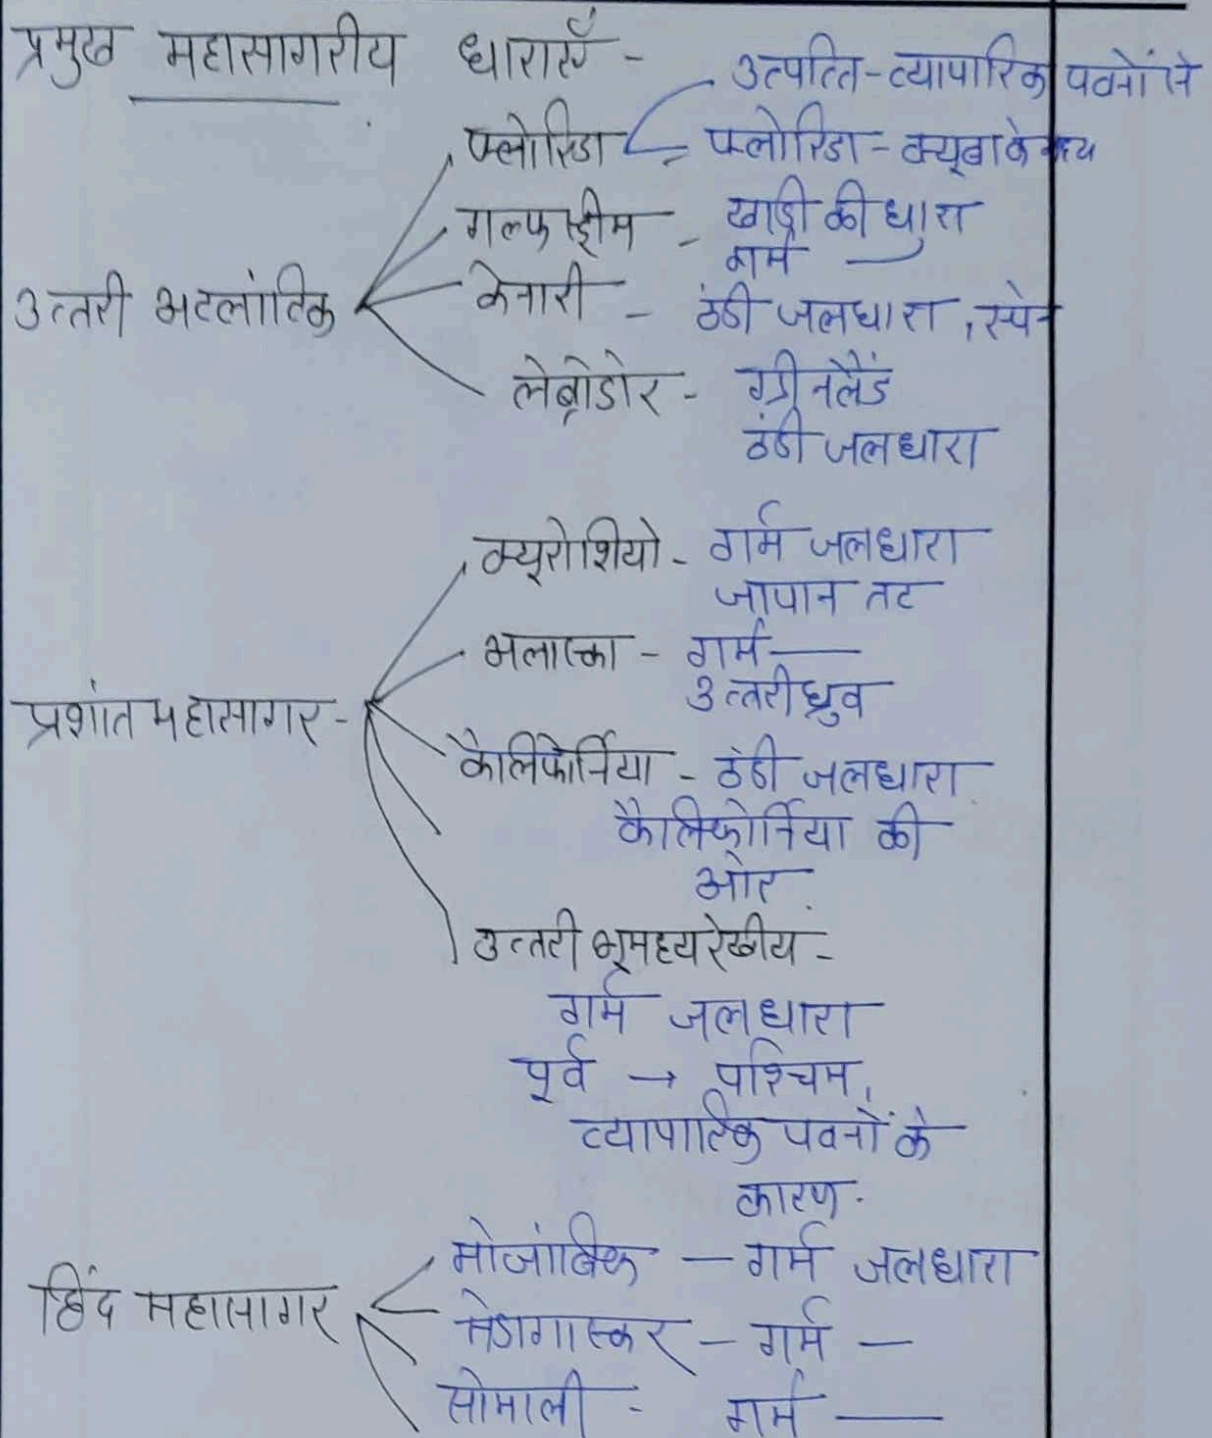 प्रमुख महासागरीय धाराएँ -
उत्पत्ति - व्यापारिक पवनों से
फ्लोरिडा = फ्लोरिडा - क्यूबा के मध्य
गल्फस्ट्रीम - खाड़ी की धारा
गर्म —
उत्तरी अटलांटिक
केनारी - ठंडी जलधारा, स्पेन
लेब्रोडोर - ग्रीनलैंड
ठंडी जलधारा
क्यूरोशियो - गर्म जलधारा
जापान तट
अलास्का - गर्म —
उत्तरी ध्रुव
प्रशांत महासागर -
कैलिफोर्निया - ठंडी जलधारा
कैलिफोर्निया की
ओर.
उत्तरी भूमध्यरेखीय -
गर्म जलधारा
पूर्व → पश्चिम,
व्यापारिक पवनों के
कारण.
मोजांबिक — गर्म जलधारा
हिंद महासागर
मेडागास्कर - गर्म —
सोमाली - गर्म —